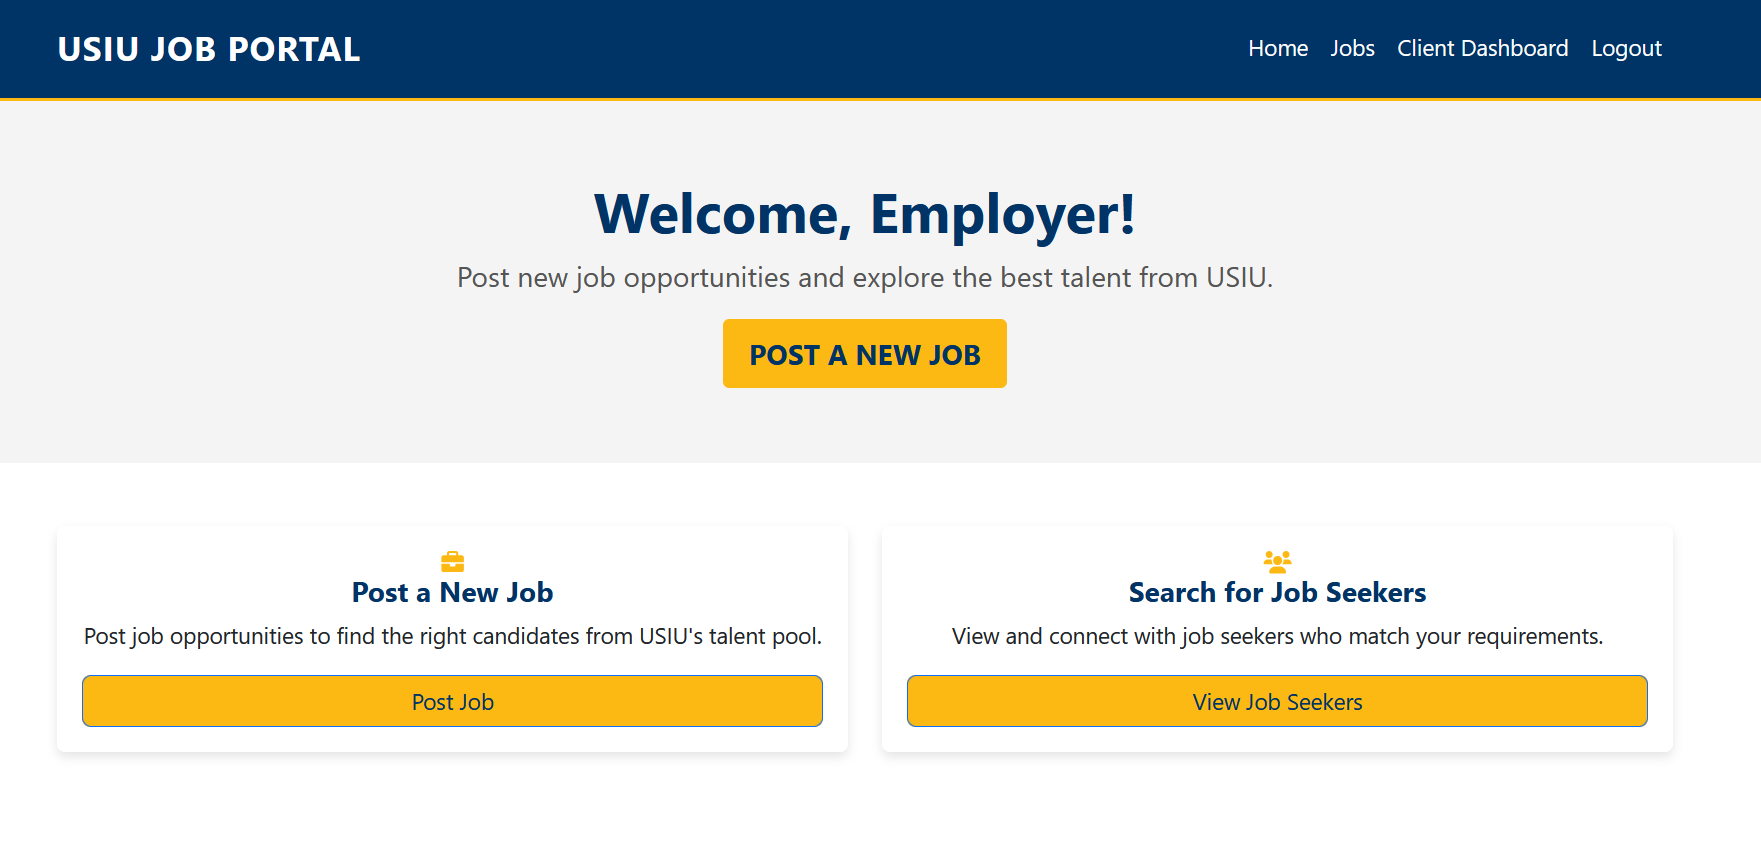 USIU JOB PORTAL
Home Jobs Client Dashboard Logout
Welcome, Employer!
Post new job opportunities and explore the best talent from USIU.
POST A NEW JOB
Post a New Job
Post job opportunities to find the right candidates from USIU's talent pool.
Post Job
Search for Job Seekers
View and connect with job seekers who match your requirements.
View Job Seekers